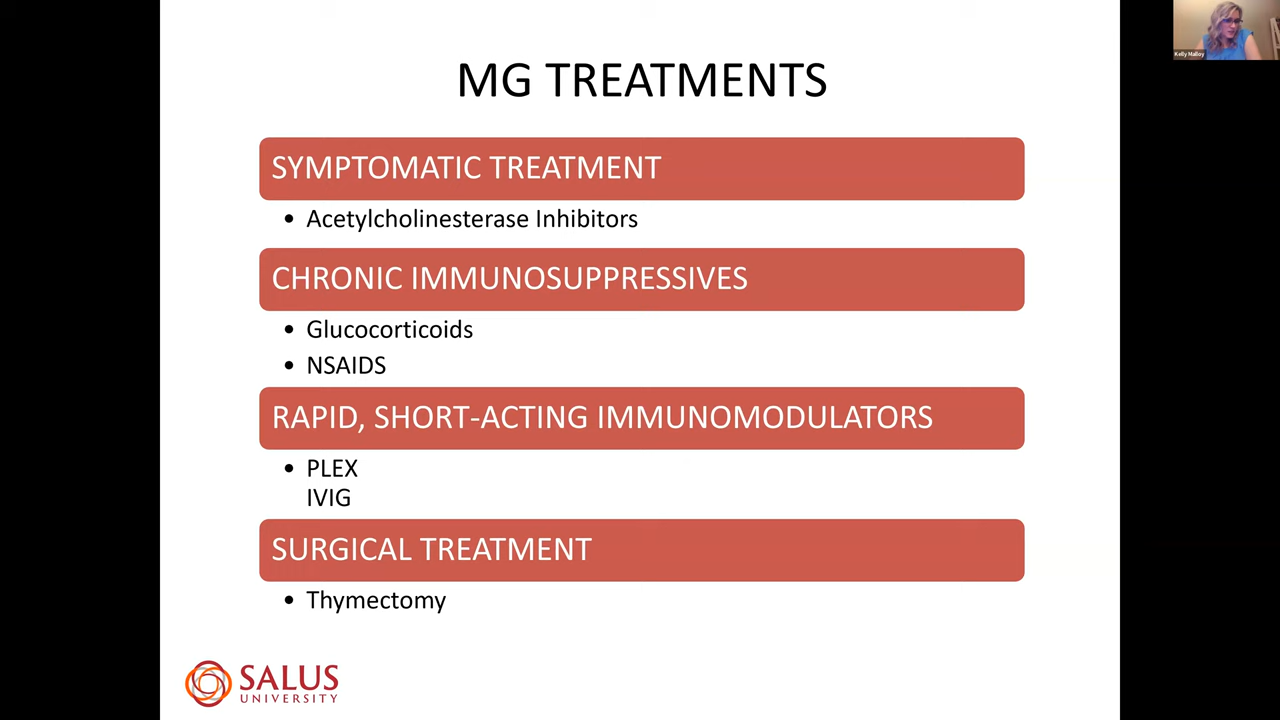 MG TREATMENTS
SYMPTOMATIC TREATMENT
• Acetylcholinesterase Inhibitors
CHRONIC IMMUNOSUPPRESSIVES
• Glucocorticoids
• NSAIDS
RAPID, SHORT-ACTING IMMUNOMODULATORS
• PLEX
IVIG
SURGICAL TREATMENT
• Thymectomy
SALUS
UNIVERSITY
Kelly Malloy